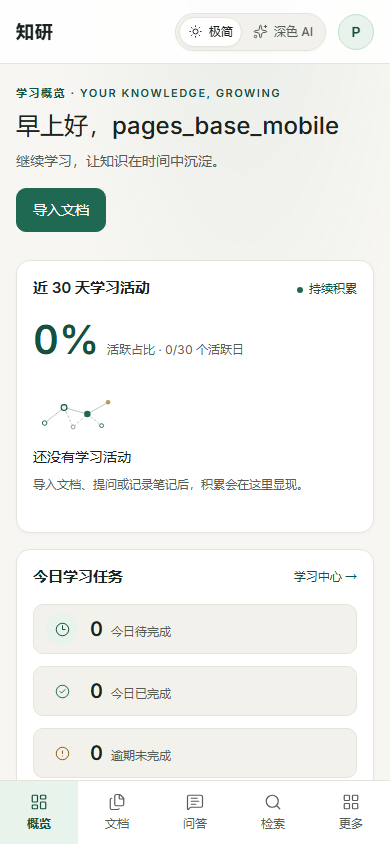 知研
极简
深色 AI
P
学习概览 · YOUR KNOWLEDGE, GROWING
早上好，pages_base_mobile
继续学习，让知识在时间中沉淀。
导入文档
近 30 天学习活动
持续积累
0% 活跃占比 · 0/30 个活跃日
还没有学习活动
导入文档、提问或记录笔记后，积累会在这里显现。
今日学习任务
学习中心 →
0 今日待完成
0 今日已完成
0 逾期未完成
概览
文档
问答
检索
更多